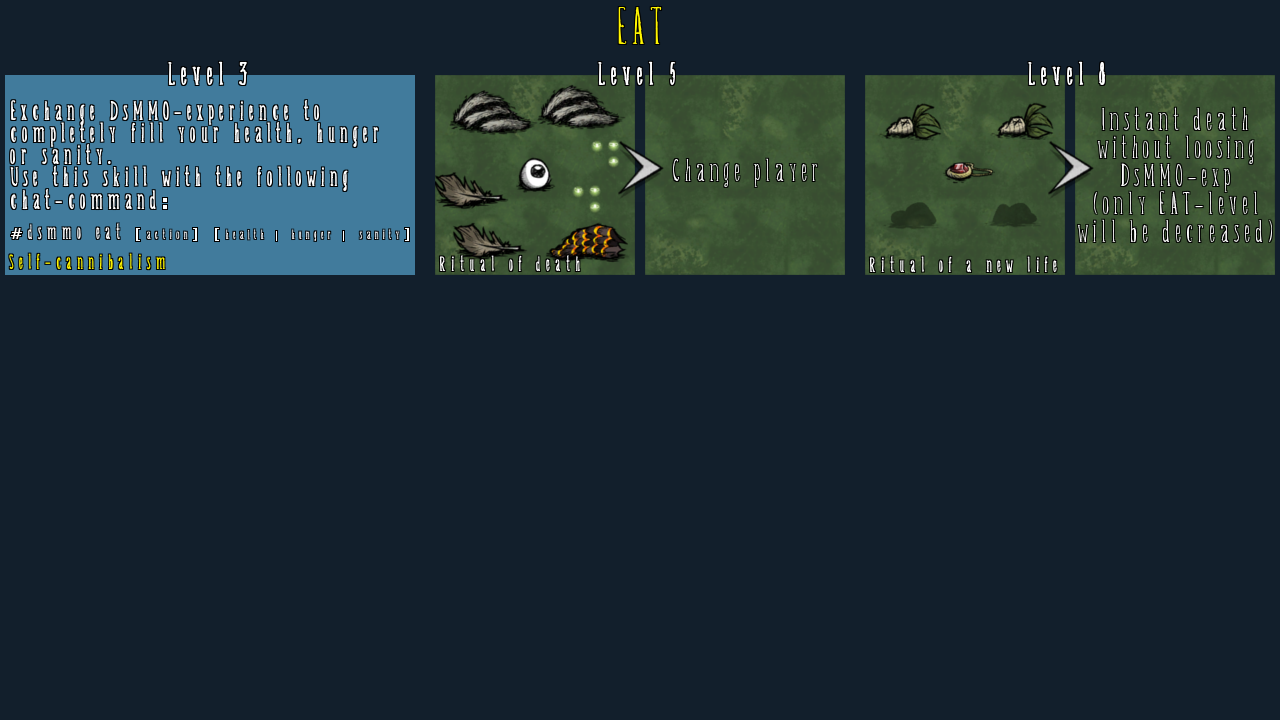 EAT
Level 3
Exchange DsMMO-experience to
completely fill your health, hunger
or sanity.
Use this skill with the following
chat-command:
#dsmmo eat [action] [health | hunger | sanity]
Self-cannibalism
Level 5
Change player
Ritual of death
Level 8
Instant death
without loosing
DsMMO-exp
(only EAT-level
will be decreased)
Ritual of a new life